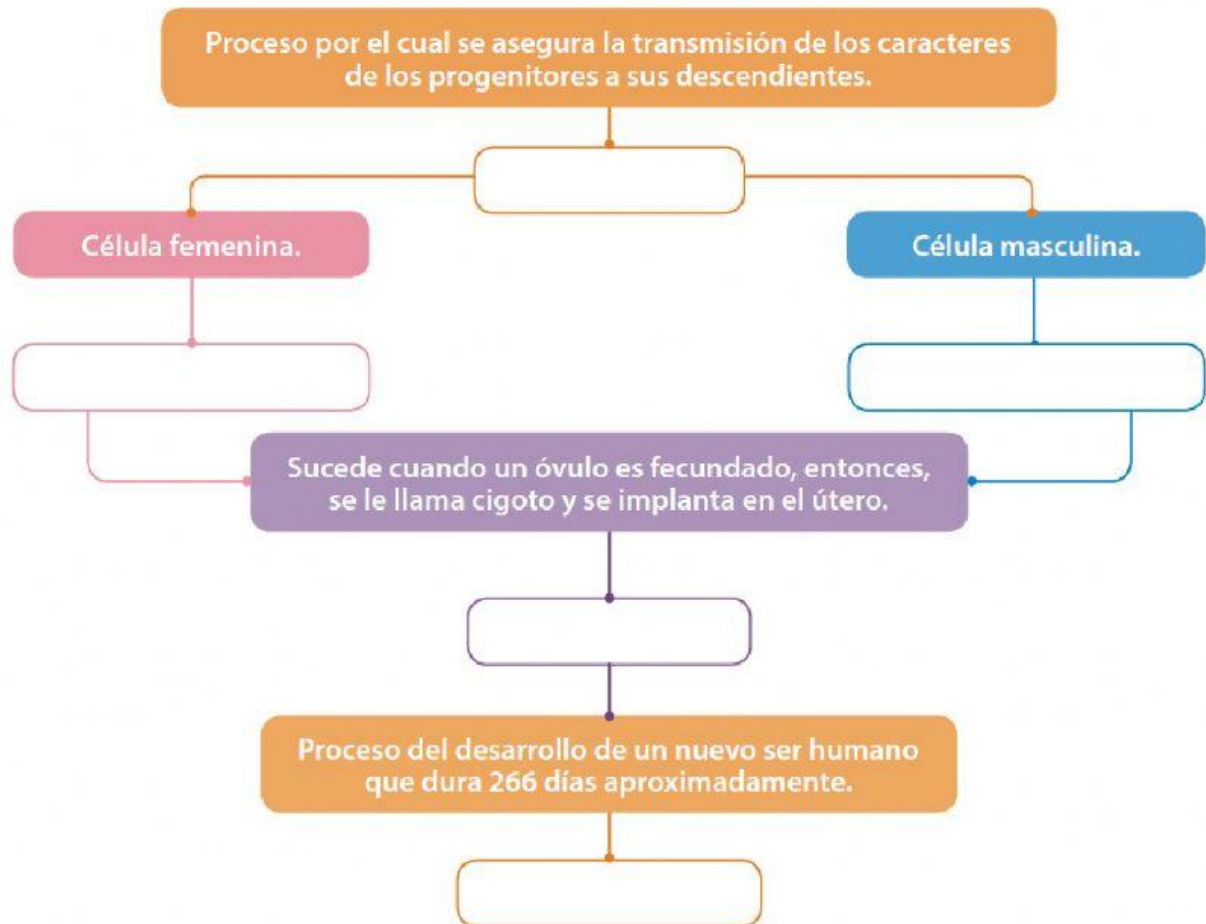 Proceso por el cual se asegura la transmisión de los caracteres
de los progenitores a sus descendientes.
Célula femenina.
Célula masculina.
Sucede cuando un óvulo es fecundado, entonces,
se le llama cigoto y se implanta en el útero.
Proceso del desarrollo de un nuevo ser humano
que dura 266 días aproximadamente.